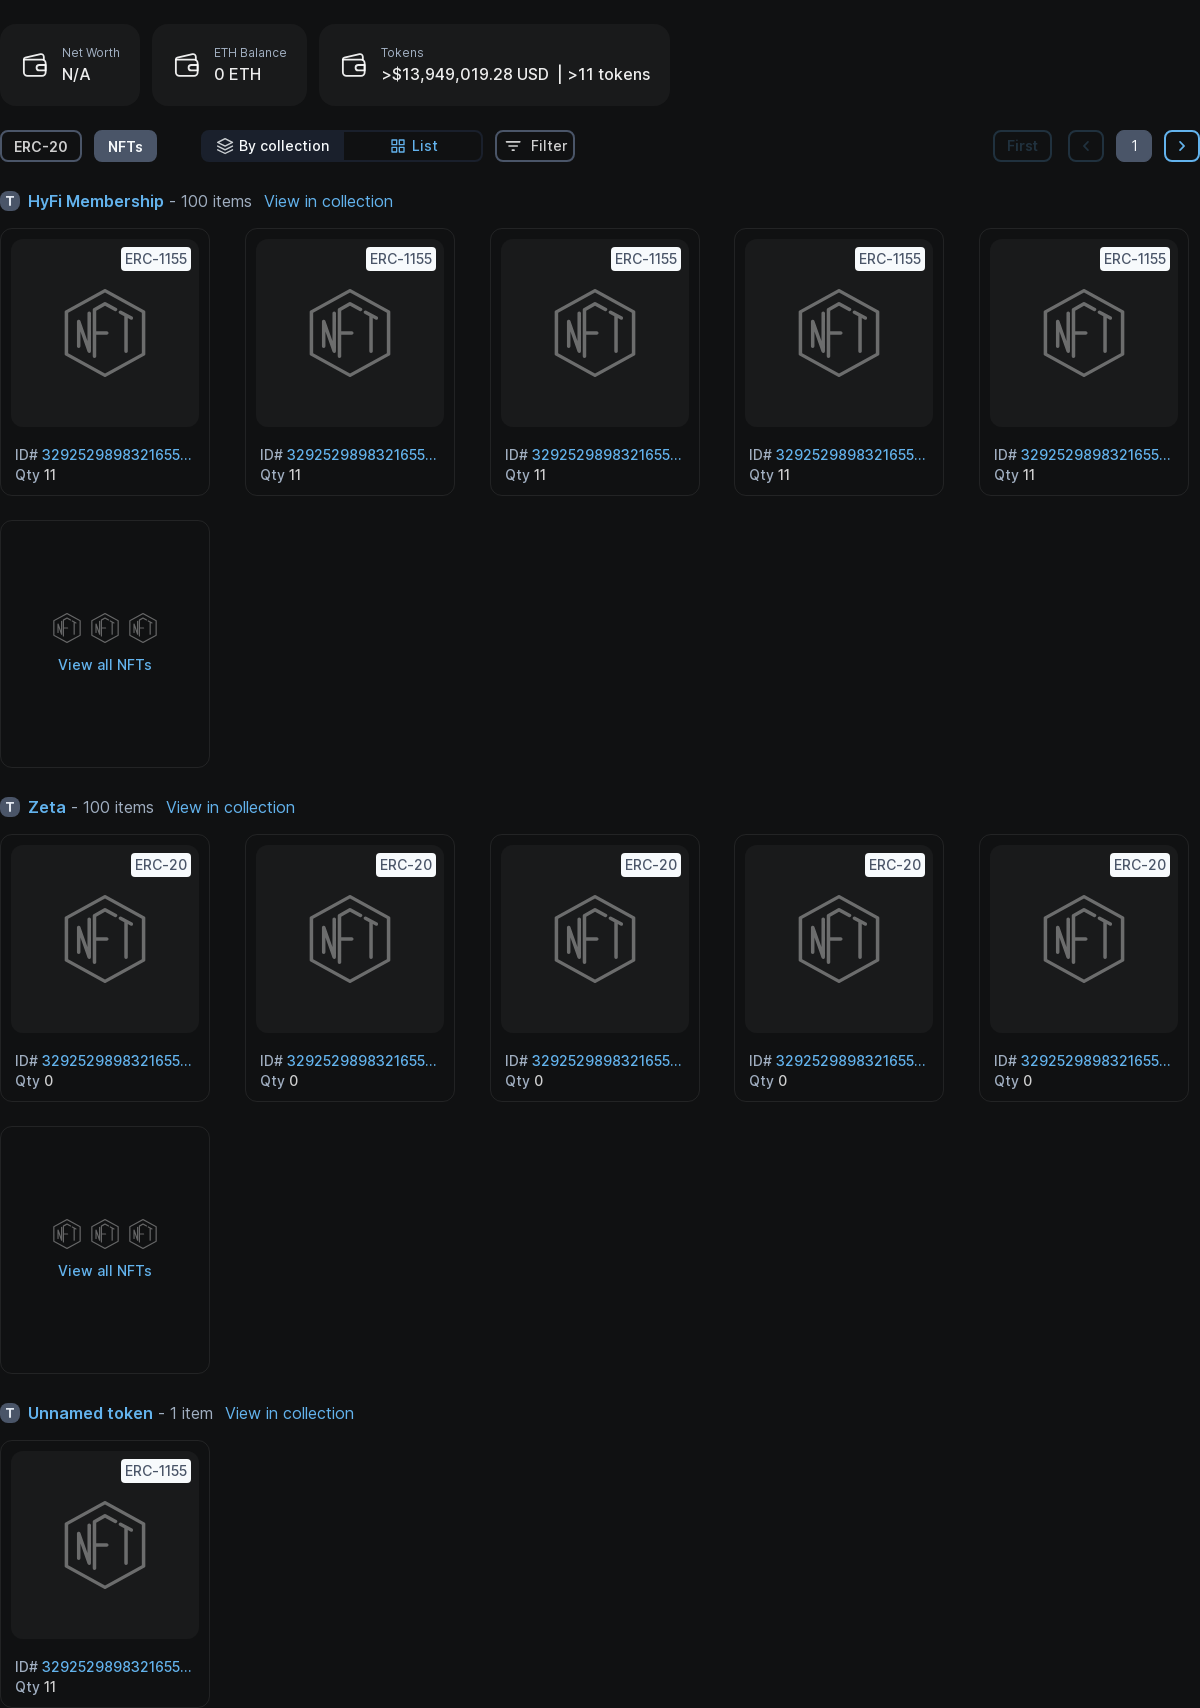 Net Worth
N/A
ETH Balance
0 ETH
Tokens
>$13,949,019.28 USD | >11 tokens
ERC-20 NFTs By collection List Filter First 1
T HyFi Membership - 100 items View in collection
ERC-1155 ERC-1155 ERC-1155 ERC-1155 ERC-1155
NFT NFT NFT NFT NFT
ID# 3292529898321655... ID# 3292529898321655... ID# 3292529898321655... ID# 3292529898321655... ID# 3292529898321655...
Qty 11 Qty 11 Qty 11 Qty 11 Qty 11
NFT NFT NFT
View all NFTs
T Zeta - 100 items View in collection
ERC-20 ERC-20 ERC-20 ERC-20 ERC-20
NFT NFT NFT NFT NFT
ID# 3292529898321655... ID# 3292529898321655... ID# 3292529898321655... ID# 3292529898321655... ID# 3292529898321655...
Qty 0 Qty 0 Qty 0 Qty 0 Qty 0
NFT NFT NFT
View all NFTs
T Unnamed token - 1 item View in collection
ERC-1155
NFT
ID# 3292529898321655...
Qty 11